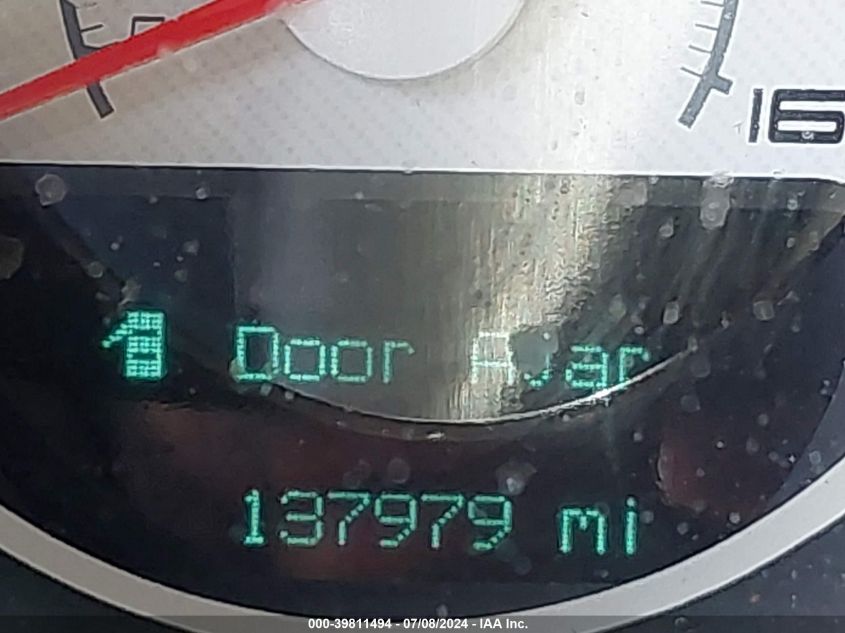 16
Door Ajar
137979 mi
000-39811494 - 07/08/2024 - IAA Inc.